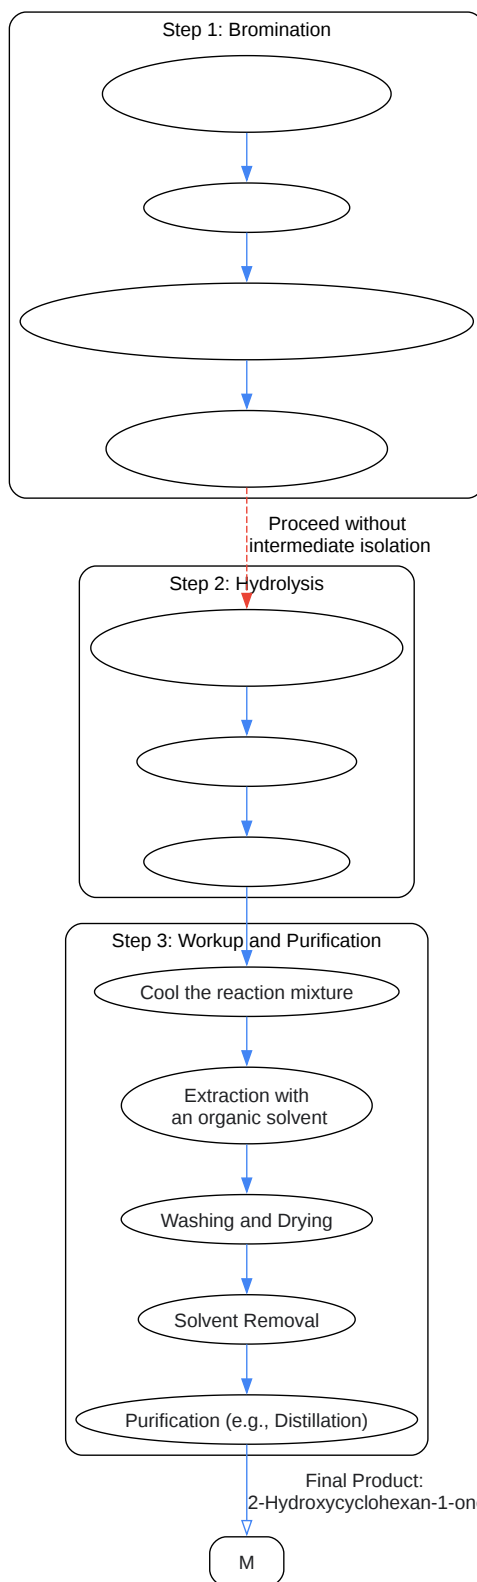 Step 1: Bromination
Proceed without
intermediate isolation
Step 2: Hydrolysis
Step 3: Workup and Purification
Cool the reaction mixture
Extraction with
an organic solvent
Washing and Drying
Solvent Removal
Purification (e.g., Distillation)
Final Product:
2-Hydroxycyclohexan-1-one
M